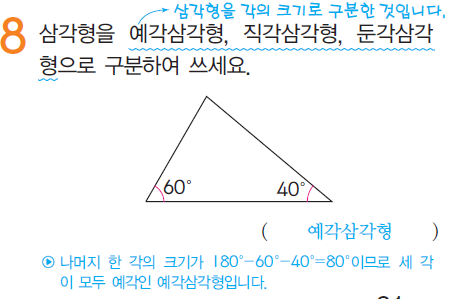 삼각형을 각의 크기로 구분한 것입니다.
8 삼각형을 예각삼각형, 직각삼각형, 둔각삼각
형으로 구분하여 쓰세요.
60° 40°
( 예각삼각형 )
▶ 나머지 한 각의 크기가 180°-60°-40°=80°이므로 세 각
이 모두 예각인 예각삼각형입니다.